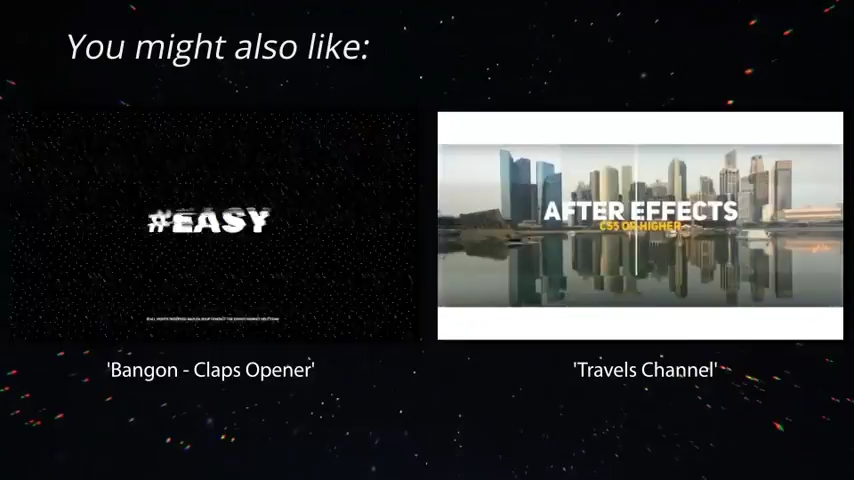 You might also like:
#EASY
AFTER EFFECTS
CS5 OR HIGHER
'Bangon - Claps Opener'
'Travels Channel'